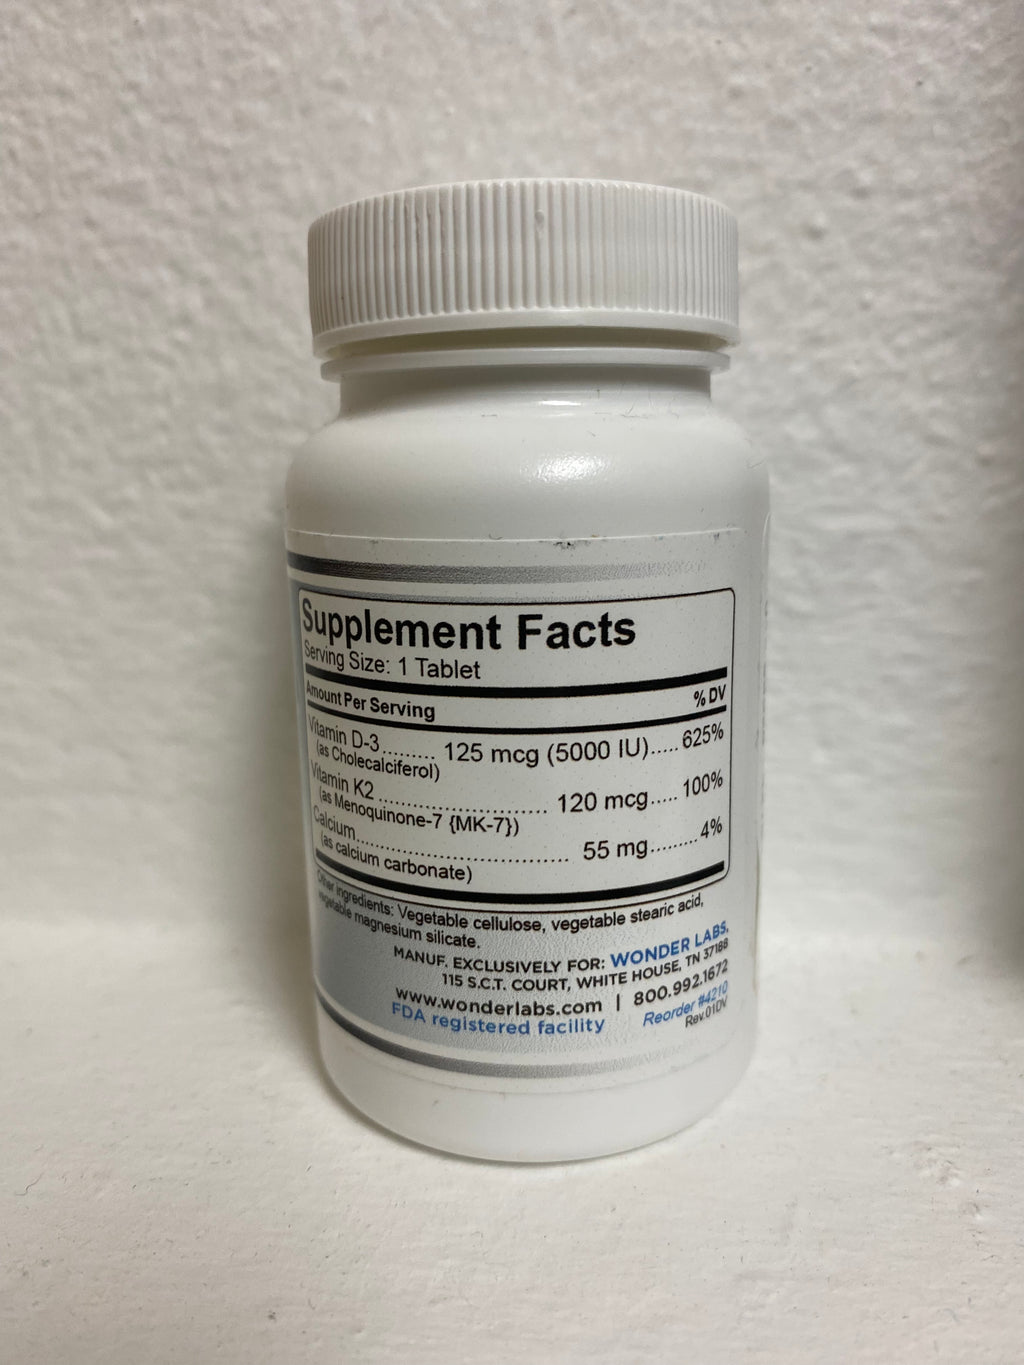 Supplement Facts
Serving Size: 1 Tablet
Amount Per Serving % DV
Vitamin D-3......... 125 mcg (5000 IU)..... 625%
(as Cholecalciferol)
Vitamin K2............................. 120 mcg..... 100%
(as Menoquinone-7 {MK-7})
Calcium.................................... 55 mg........ 4%
(as calcium carbonate)
Other ingredients: Vegetable cellulose, vegetable stearic acid,
vegetable magnesium silicate.
MANUF. EXCLUSIVELY FOR: WONDER LABS,
115 S.C.T. COURT, WHITE HOUSE, TN 37188
www.wonderlabs.com | 800.992.1672
FDA registered facility Reorder #4210
Rev.01DV